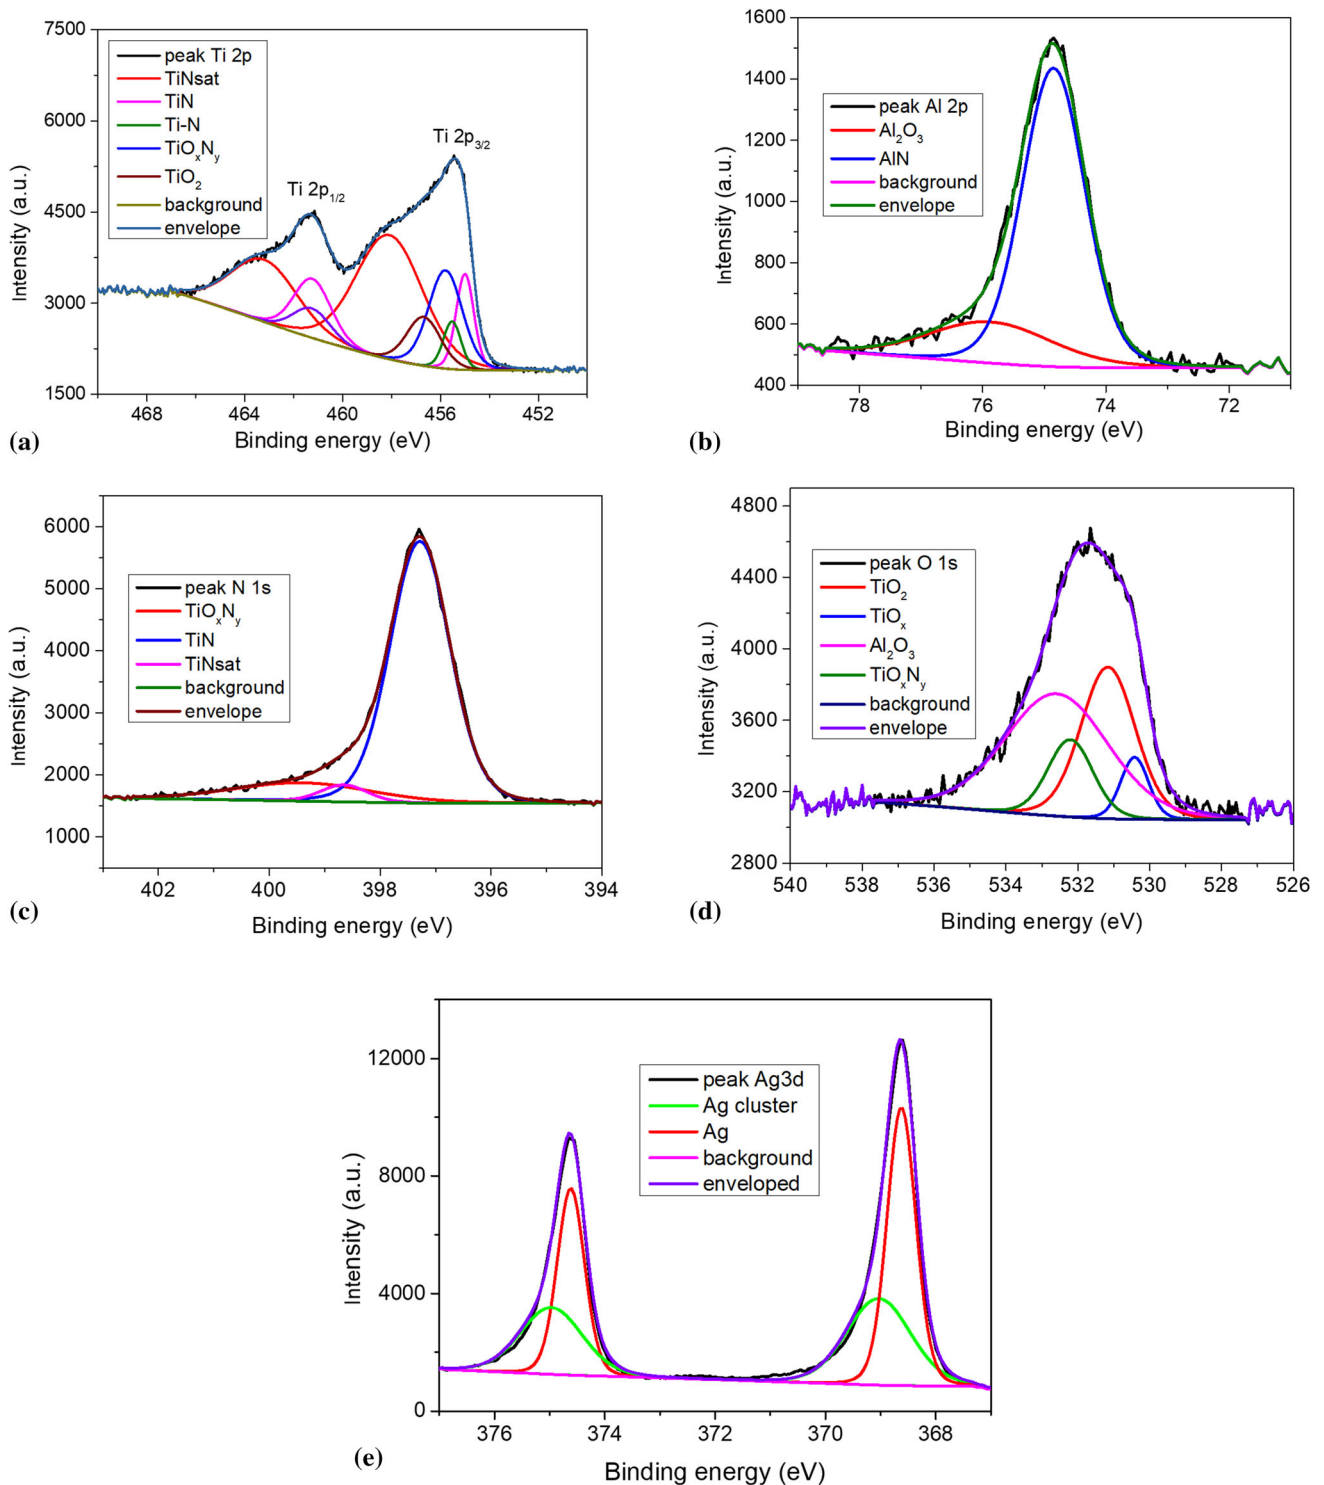 (a)
7500
6000
4500
3000
1500
Intensity (a.u.)
peak Ti 2p
TiNsat
TiN
Ti-N
TiOxNy
TiO2
background
envelope
Ti 2p1/2
Ti 2p3/2
468 464 460 456 452
Binding energy (eV)
(b)
1600
1400
1200
1000
800
600
400
Intensity (a.u.)
peak Al 2p
Al2O3
AlN
background
envelope
78 76 74 72
Binding energy (eV)
(c)
6000
5000
4000
3000
2000
1000
Intensity (a.u.)
peak N 1s
TiOxNy
TiN
TiNsat
background
envelope
402 400 398 396 394
Binding energy (eV)
(d)
4800
4400
4000
3600
3200
2800
Intensity (a.u.)
peak O 1s
TiO2
TiOx
Al2O3
TiOxNy
background
envelope
540 538 536 534 532 530 528 526
Binding energy (eV)
(e)
12000
8000
4000
0
Intensity (a.u.)
peak Ag3d
Ag cluster
Ag
background
enveloped
376 374 372 370 368
Binding energy (eV)